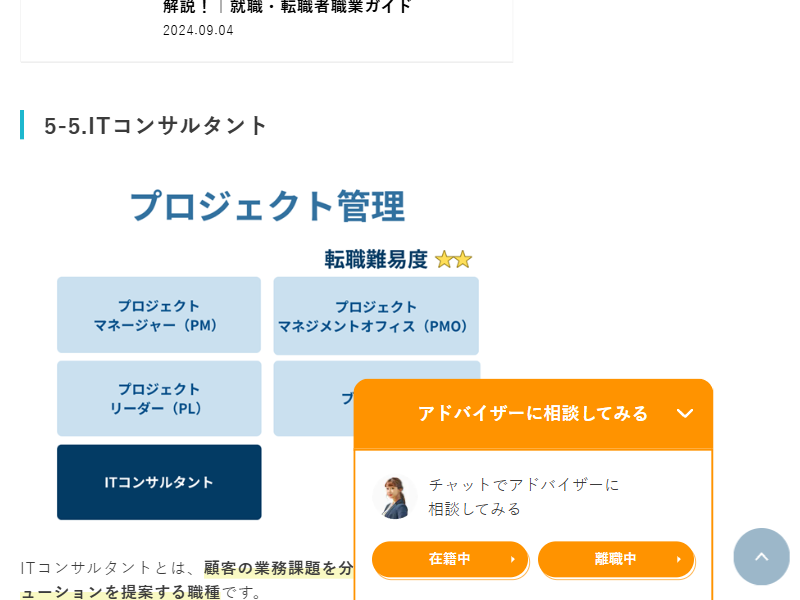 解説！｜就職・転職者職業ガイド
2024.09.04
5-5.ITコンサルタント
プロジェクト管理
転職難易度 ☆☆
プロジェクト
マネージャー（PM）
プロジェクト
マネジメントオフィス（PMO）
プロジェクト
リーダー（PL）
ブ
ITコンサルタント
アドバイザーに相談してみる
チャットでアドバイザーに
相談してみる
在籍中
離職中
ITコンサルタントとは、顧客の業務課題を分
ューションを提案する職種です。